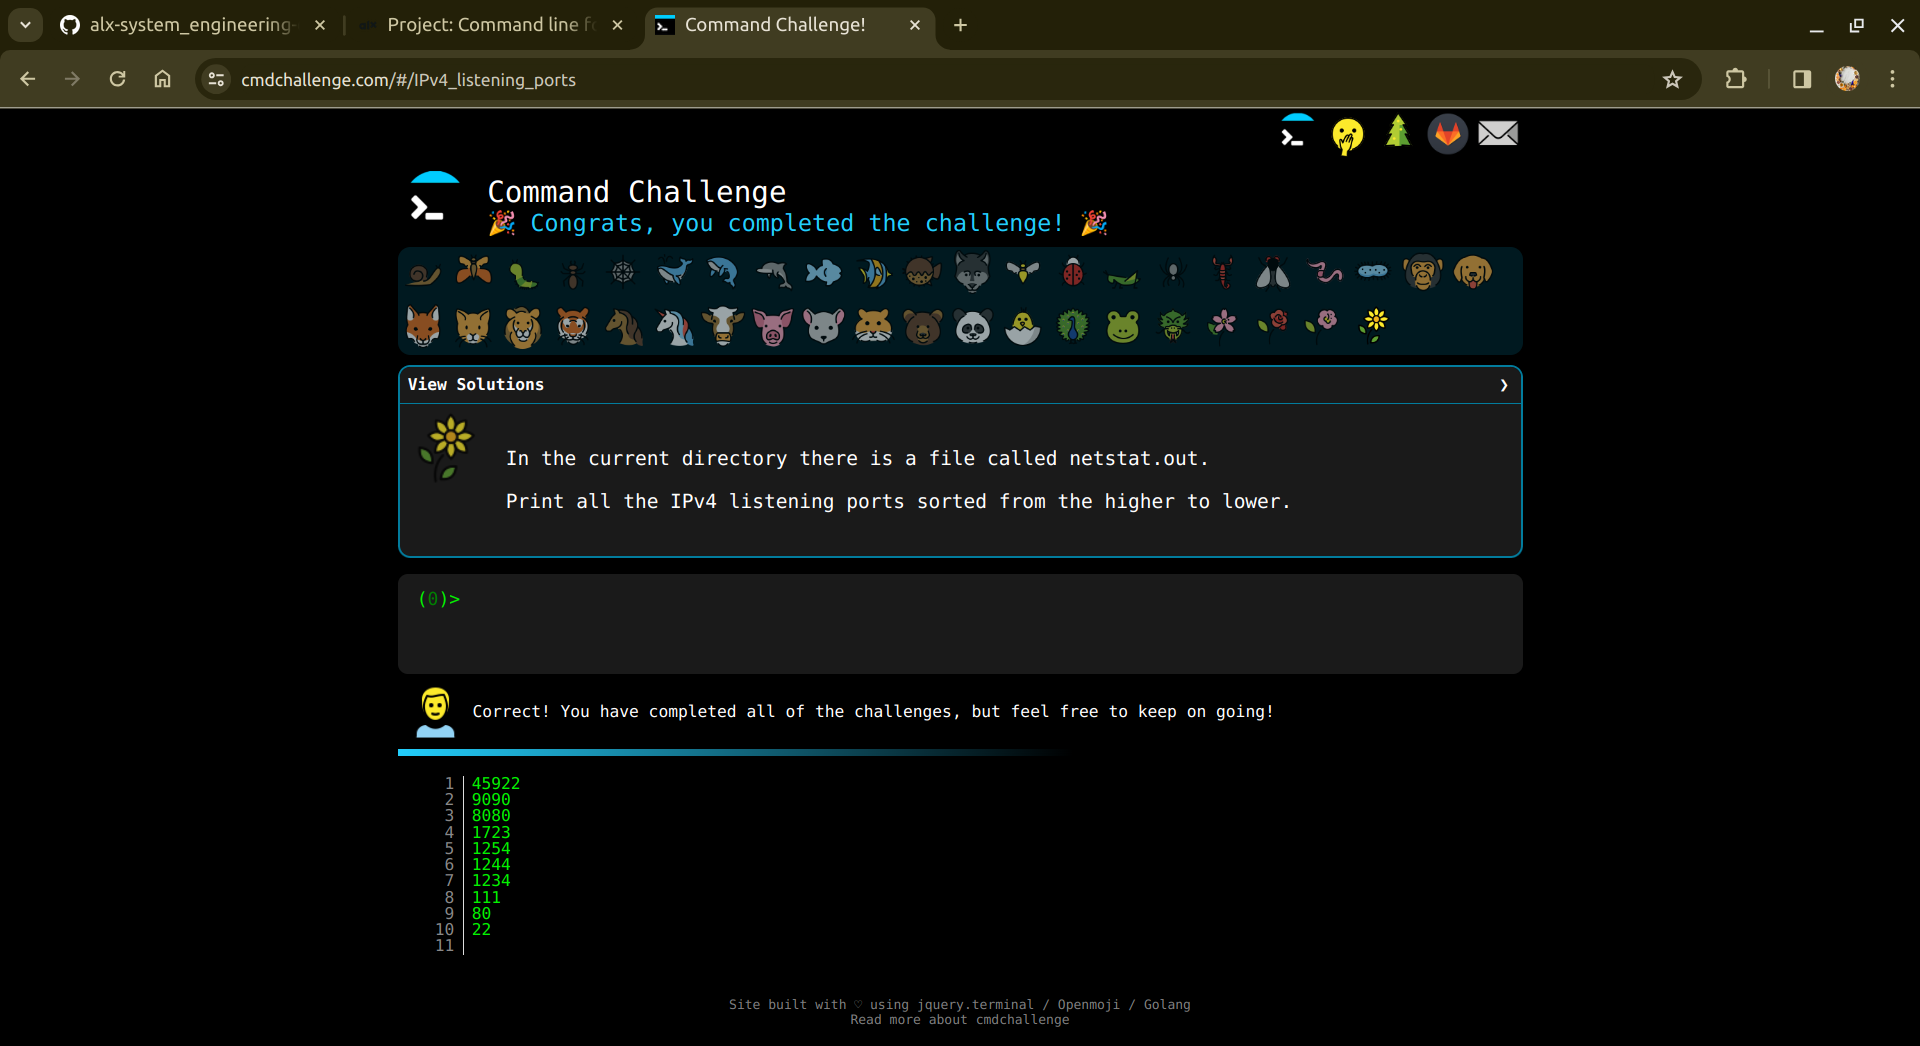 alx-system_engineering-
Project: Command line fo
Command Challenge!
cmdchallenge.com/#/IPv4_listening_ports
Command Challenge
🎉 Congrats, you completed the challenge! 🎉
View Solutions
In the current directory there is a file called netstat.out.
Print all the IPv4 listening ports sorted from the higher to lower.
(0)>
Correct! You have completed all of the challenges, but feel free to keep on going!
1 45922
2 9090
3 8080
4 1723
5 1254
6 1244
7 1234
8 111
9 80
10 22
11
Site built with ♡ using jquery.terminal / Openmoji / Golang
Read more about cmdchallenge